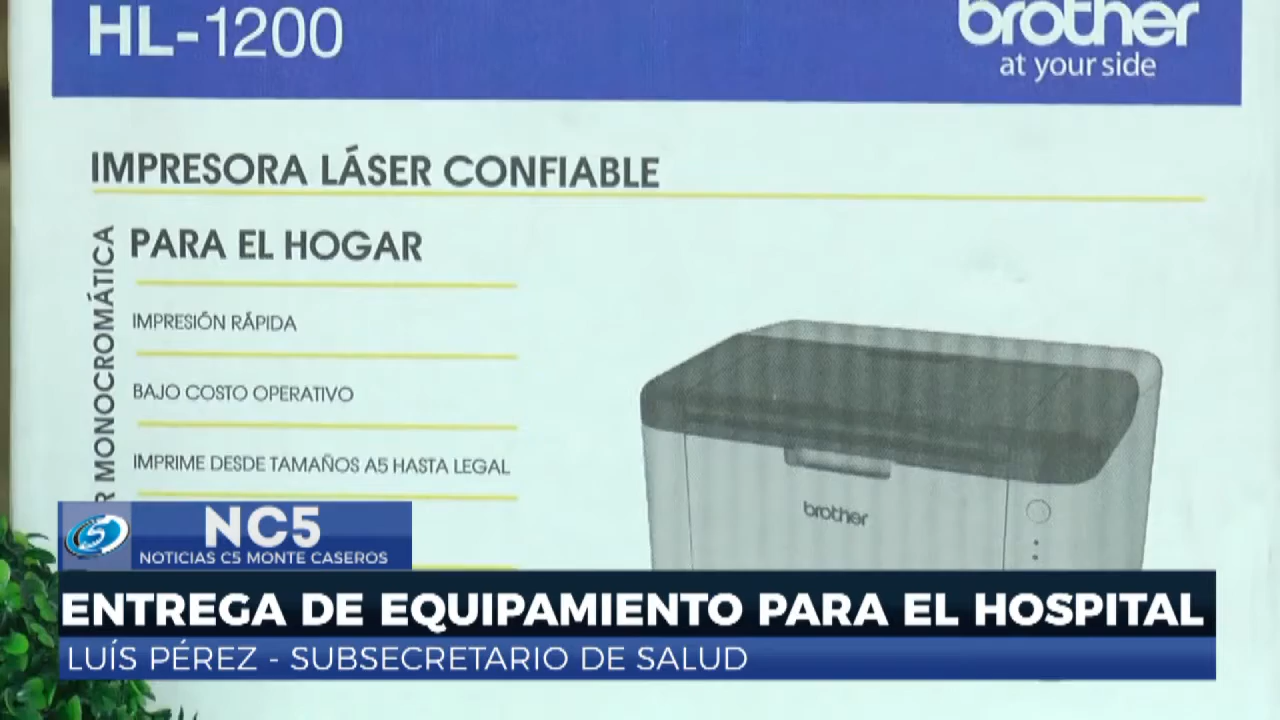 HL-1200
brother
at your side
IMPRESORA LÁSER CONFIABLE
PARA EL HOGAR
IMPRESIÓN RÁPIDA
BAJO COSTO OPERATIVO
IMPRIME DESDE TAMAÑOS A5 HASTA LEGAL
R MONOCROMÁTICA
brother
NC5
NOTICIAS C5 MONTE CASEROS
ENTREGA DE EQUIPAMIENTO PARA EL HOSPITAL
LUÍS PÉREZ - SUBSECRETARIO DE SALUD